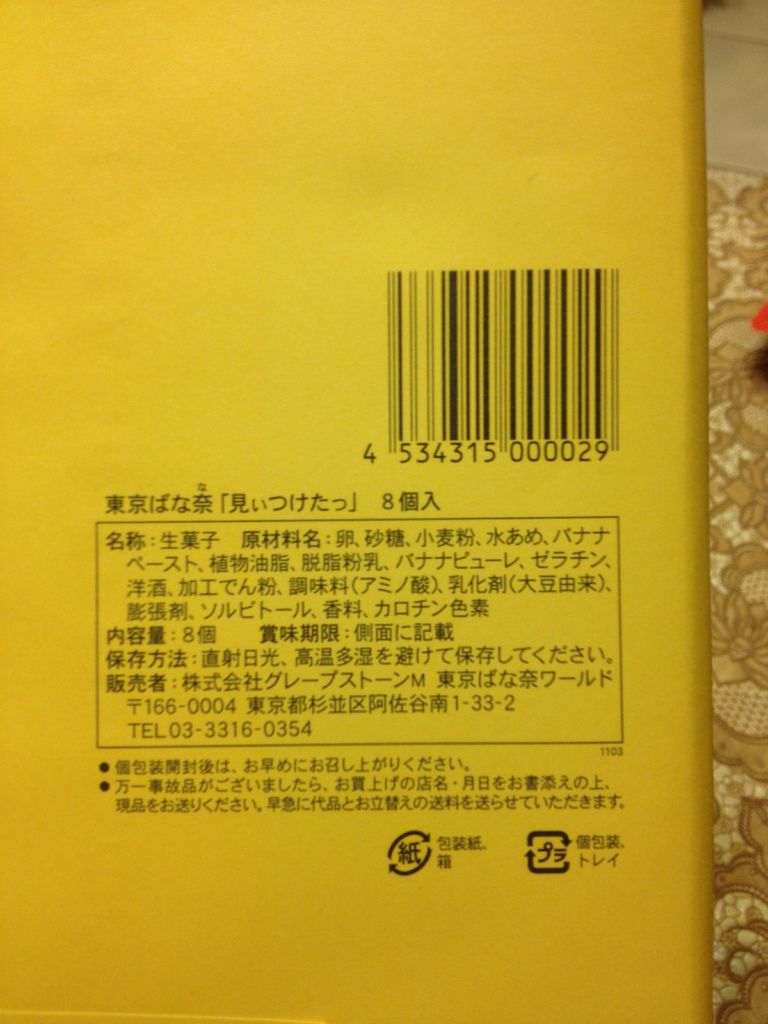 4 534315 000029
東京ばな奈「見ぃつけたっ」 8個入
な
名称：生菓子 原材料名：卵、砂糖、小麦粉、水あめ、バナナ
ペースト、植物油脂、脱脂粉乳、バナナピューレ、ゼラチン、
洋酒、加工でん粉、調味料（アミノ酸）、乳化剤（大豆由来）、
膨張剤、ソルビトール、香料、カロチン色素
内容量：8個 賞味期限：側面に記載
保存方法：直射日光、高温多湿を避けて保存してください。
販売者：株式会社グレープストーンM 東京ばな奈ワールド
〒166-0004 東京都杉並区阿佐谷南1-33-2
TEL03-3316-0354
1103
●個包装開封後は、お早めにお召し上がりください。
●万一事故品がございましたら、お買上げの店名・月日をお書添えの上、
現品をお送りください。早急に代品とお立替えの送料を送らせていただきます。
紙 包装紙、
箱
プラ 個包装、
トレイ